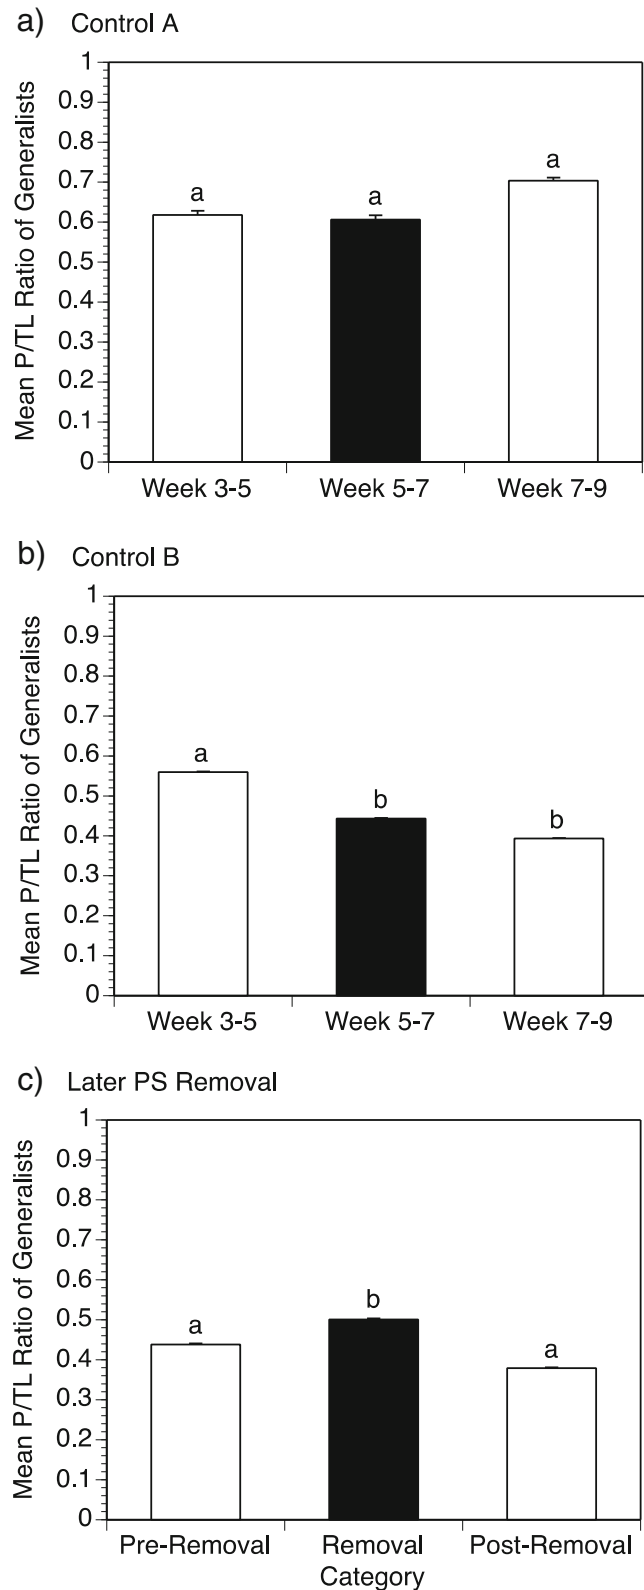 a) Control A
Mean P/TL Ratio of Generalists
1
0.9
0.8
0.7
0.6
0.5
0.4
0.3
0.2
0.1
0
a
a
a
Week 3-5
Week 5-7
Week 7-9
b) Control B
Mean P/TL Ratio of Generalists
1
0.9
0.8
0.7
0.6
0.5
0.4
0.3
0.2
0.1
0
a
b
b
Week 3-5
Week 5-7
Week 7-9
c) Later PS Removal
Mean P/TL Ratio of Generalists
1
0.9
0.8
0.7
0.6
0.5
0.4
0.3
0.2
0.1
0
a
b
a
Pre-Removal
Removal
Post-Removal
Category